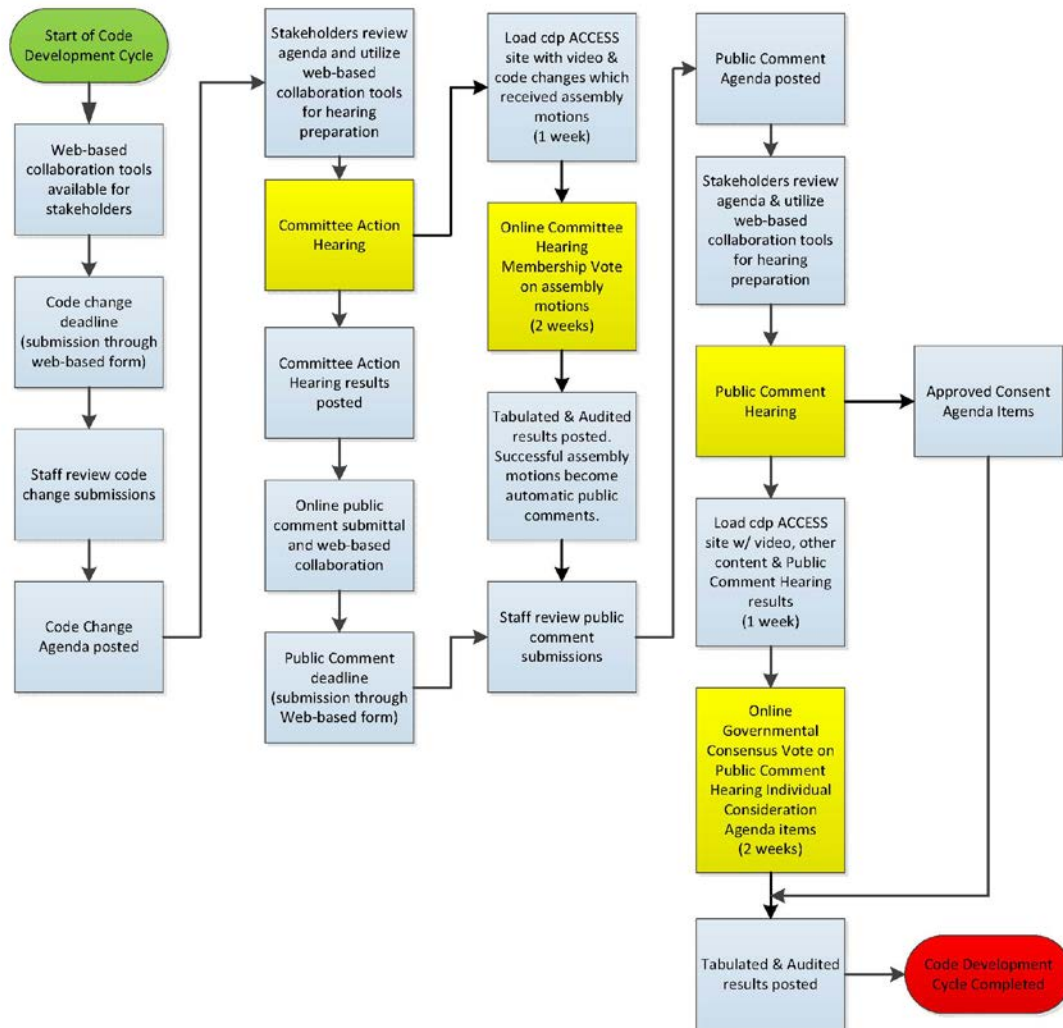 Start of Code
Development Cycle
Web-based
collaboration tools
available for
stakeholders
Code change
deadline
(submission through
web-based form)
Staff review code
change submissions
Code Change
Agenda posted
Stakeholders review
agenda and utilize
web-based
collaboration tools
for hearing
preparation
Committee Action
Hearing
Committee Action
Hearing results
posted
Online public
comment submittal
and web-based
collaboration
Public Comment
deadline
(submission through
Web-based form)
Load cdp ACCESS
site with video &
code changes which
received assembly
motions
(1 week)
Online Committee
Hearing
Membership Vote
on assembly
motions
(2 weeks)
Tabulated & Audited
results posted.
Successful assembly
motions become
automatic public
comments.
Staff review public
comment
submissions
Public Comment
Agenda posted
Stakeholders review
agenda & utilize
web-based
collaboration tools
for hearing
preparation
Public Comment
Hearing
Approved Consent
Agenda Items
Load cdp ACCESS
site w/ video, other
content & Public
Comment Hearing
results
(1 week)
Online
Governmental
Consensus Vote on
Public Comment
Hearing Individual
Consideration
Agenda items
(2 weeks)
Tabulated & Audited
results posted
Code Development
Cycle Completed